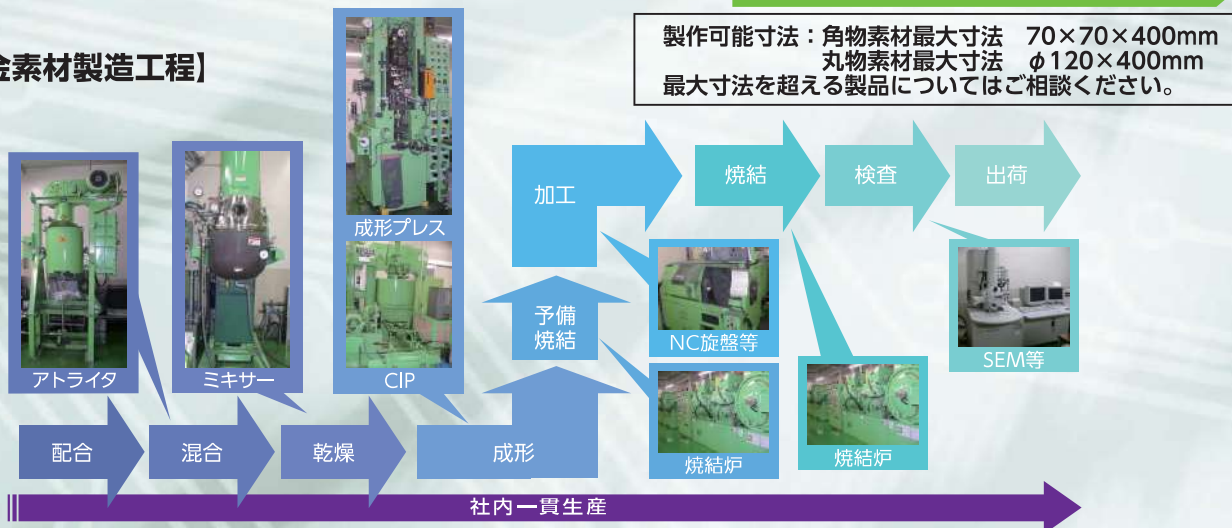 金素材製造工程】
製作可能寸法：角物素材最大寸法　70×70×400mm
丸物素材最大寸法　φ120×400mm
最大寸法を超える製品についてはご相談ください。
アトライタ
ミキサー
成形プレス
CIP
配合
混合
乾燥
成形
予備
焼結
加工
焼結
検査
出荷
NC旋盤等
焼結炉
焼結炉
SEM等
社内一貫生産